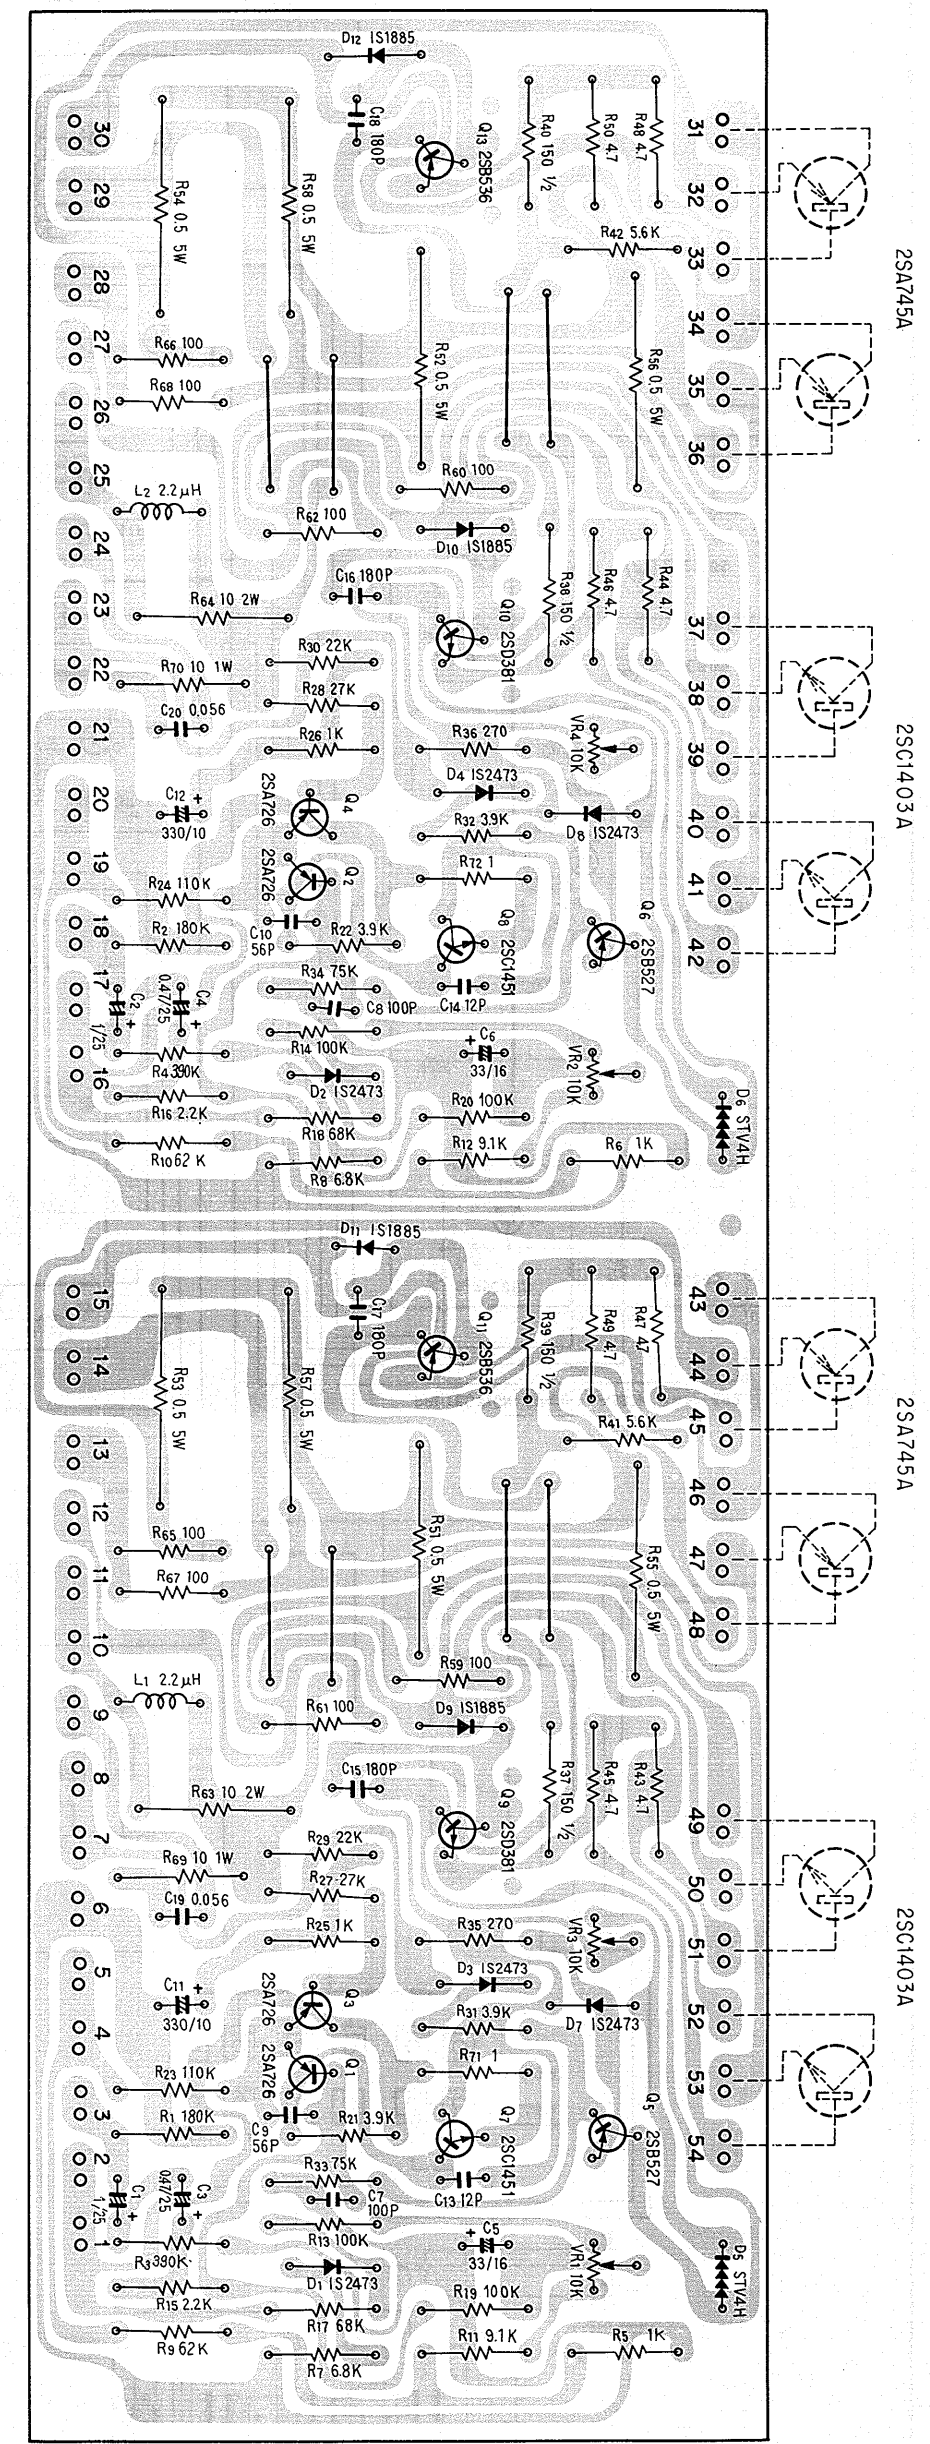 D12 1S1885
C18 180P
Q13 2SB536
R40 150 ½
R50 4.7
R48 4.7
31
30
32
29
R54 0.5 5W
R58 0.5 5W
R42 5.6K
33
28
2SA745A
34
27
R66 100
R52 0.5 5W
R56 0.5 5W
35
R68 100
26
36
25
R60 100
L2 2.2µH
R62 100
24
D10 1S1885
C16 180P
R38 150 ½
R46 4.7
R44 4.7
23
R64 10 2W
Q10 2SD381
37
R30 22K
22
R70 10 1W
R28 27K
38
C20 0.056
21
R26 1K
R36 270
VR4 10K
39
2SC1403A
D4 1S2473
20
C12 +
330/10
2SA726
Q4
R32 3.9K
D8 1S2473
40
19
2SA726
Q2
R72 1
R24 110K
41
18
R2 180K
C10
56P
R22 3.9K
Q8 2SC1451
Q6 2SB527
42
17
C2
+
1/25
C4
0.47/25
+
R34 75K
C8 100P
C14 12P
R14 100K
+ C6
33/16
VR2 10K
16
R4 390K
D2 1S2473
R16 2.2K
R18 68K
R20 100K
D6 STV4H
R10 62K
R8 6.8K
R12 9.1K
R6 1K
D11 1S1885
15
C17 180P
Q11 2SB536
R39 150 ½
R49 4.7
R47 4.7
43
14
44
R53 0.5 5W
R57 0.5 5W
R41 5.6K
45
2SA745A
13
46
12
R65 100
R51 0.5 5W
R55 0.5 5W
47
11
R67 100
10
48
R59 100
L1 2.2µH
9
R61 100
D9 1S1885
8
C15 180P
R37 150 ½
R45 4.7
R43 4.7
R63 10 2W
Q9 2SD381
49
7
R29 22K
R69 10 1W
R27 27K
50
6
C19 0.056
R25 1K
R35 270
VR3 10K
51
2SC1403A
5
D3 1S2473
C11 +
330/10
2SA726
Q3
R31 3.9K
D7 1S2473
52
4
2SA726
Q1
R71 1
R23 110K
53
3
R1 180K
C9
56P
R21 3.9K
Q7 2SC1451
Q5 2SB527
54
2
C1
+
1/25
C3
0.47/25
+
R33 75K
C7
100P
C13 12P
1
R13 100K
+ C5
33/16
VR1 10K
R3 390K
D1 1S2473
R15 2.2K
R17 68K
R19 100K
D5 STV4H
R9 62K
R7 6.8K
R11 9.1K
R5 1K